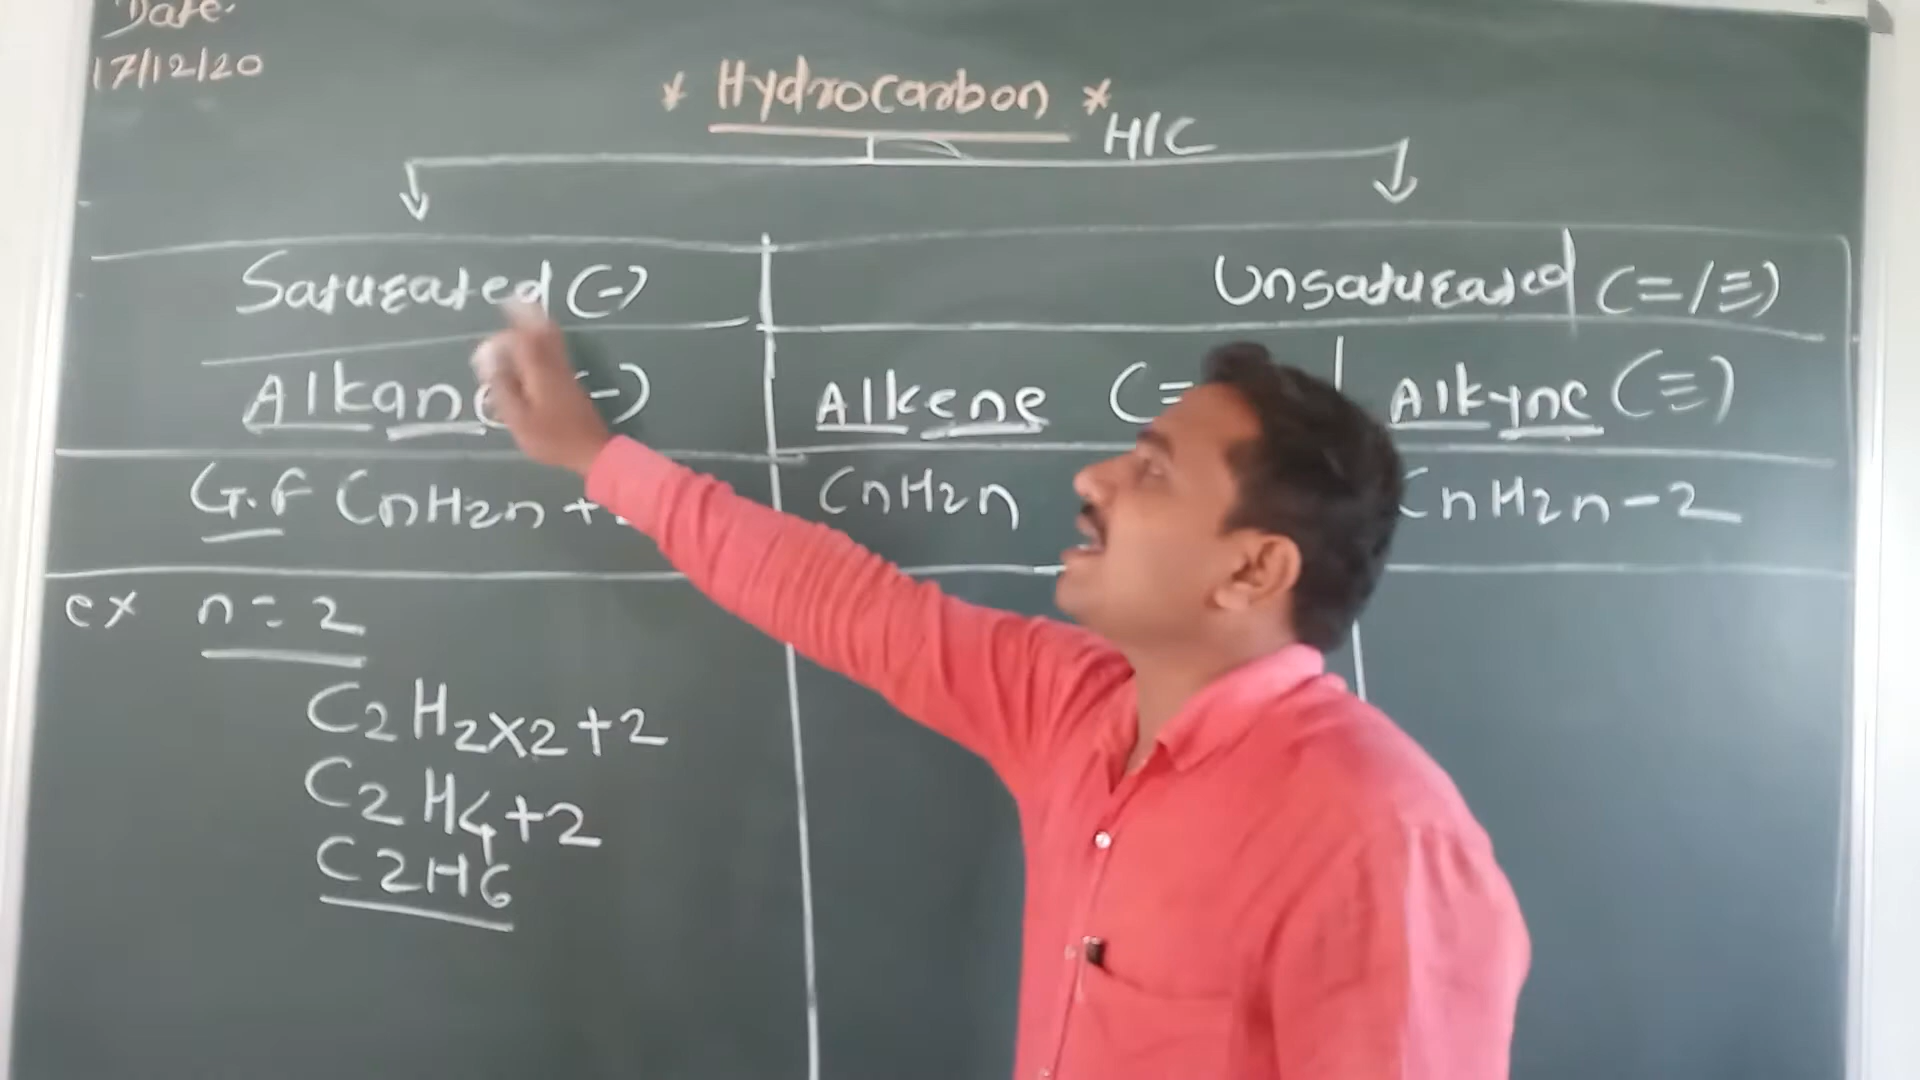 Date.
17/12/20
* Hydrocarbon *
H/C
Saturated (-) Unsaturated (=/≡)
Alkane (-) Alkene (= Alkyne (≡)
G.F CnH2n + CnH2n CnH2n-2
ex n=2
C2H2x2+2
C2H4+2
C2H6